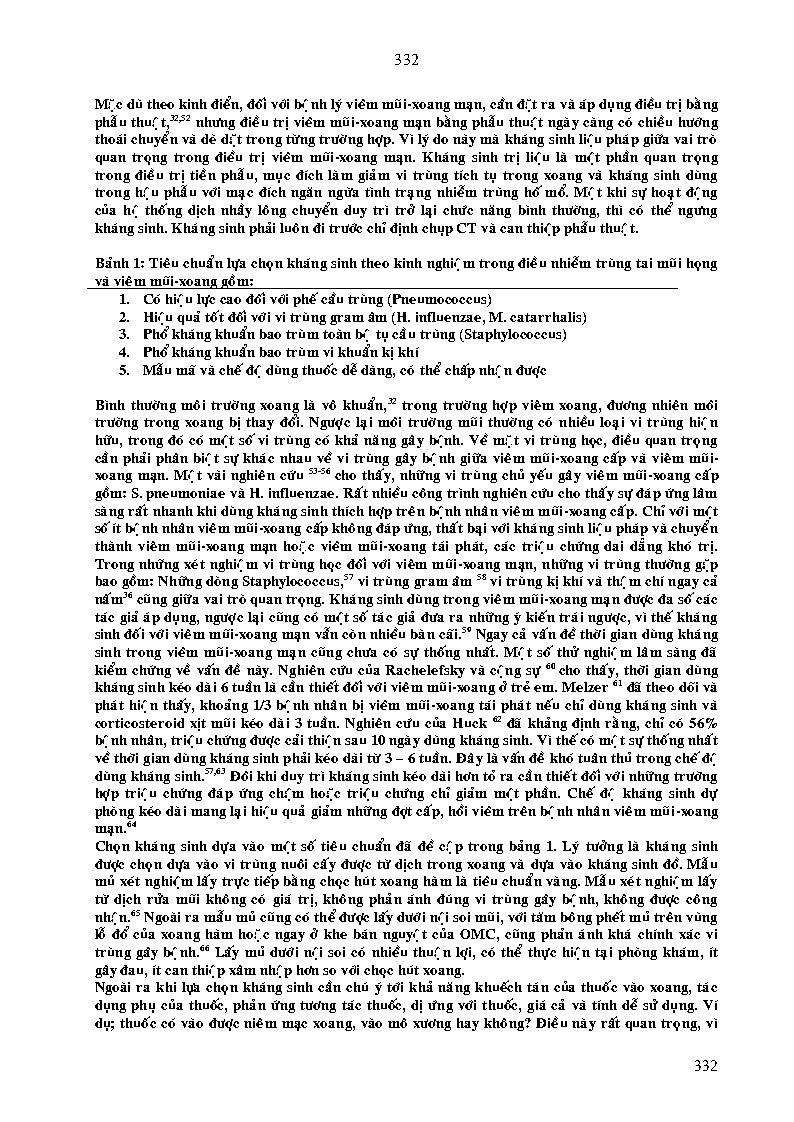 332
Mặc dù theo kinh điển, đối với bệnh lý viêm mũi-xoang mạn, cần đặt ra và áp dụng điều trị bằng
phẫu thuật,32,52 nhưng điều trị viêm mũi-xoang mạn bằng phẫu thuật ngày càng có chiều hướng
thoái chuyển và dè dặt trong từng trường hợp. Vì lý do này mà kháng sinh liệu pháp giữa vai trò
quan trọng trong điều trị viêm mũi-xoang mạn. Kháng sinh trị liệu là một phần quan trọng
trong điều trị tiền phẫu, mục đích làm giảm vi trùng tích tụ trong xoang và kháng sinh dùng
trong hậu phẫu với mạc đích ngăn ngừa tình trạng nhiễm trùng hố mổ. Một khi sự hoạt động
của hệ thống dịch nhầy lông chuyển duy trì trở lại chức năng bình thường, thì có thể ngưng
kháng sinh. Kháng sinh phải luôn đi trước chỉ định chụp CT và can thiệp phẫu thuật.
Bảnh 1: Tiêu chuẩn lựa chọn kháng sinh theo kinh nghiệm trong điều nhiễm trùng tai mũi họng
và viêm mũi-xoang gồm:
1. Có hiệu lực cao đối với phế cầu trùng (Pneumococcus)
2. Hiệu quả tốt đối với vi trùng gram âm (H. influenzae, M. catarrhalis)
3. Phổ kháng khuẩn bao trùm toàn bộ tụ cầu trùng (Staphylococcus)
4. Phổ kháng khuẩn bao trùm vi khuẩn kị khí
5. Mẫu mã và chế độ dùng thuốc dễ dàng, có thể chấp nhận được
Bình thường môi trường xoang là vô khuẩn,32 trong trường hợp viêm xoang, đương nhiên môi
trường trong xoang bị thay đổi. Ngược lại môi trường mũi thường có nhiều loại vi trùng hiện
hữu, trong đó có một số vi trùng có khả năng gây bệnh. Về mặt vi trùng học, điều quan trọng
cần phải phân biệt sự khác nhau về vi trùng gây bệnh giữa viêm mũi-xoang cấp và viêm mũi-
xoang mạn. Một vài nghiên cứu 53-56 cho thấy, những vi trùng chủ yếu gây viêm mũi-xoang cấp
gồm: S. pneumoniae và H. influenzae. Rất nhiều công trình nghiên cứu cho thấy sự đáp ứng lâm
sàng rất nhanh khi dùng kháng sinh thích hợp trên bệnh nhân viêm mũi-xoang cấp. Chỉ với một
số ít bệnh nhân viêm mũi-xoang cấp không đáp ứng, thất bại với kháng sinh liệu pháp và chuyển
thành viêm mũi-xoang mạn hoặc viêm mũi-xoang tái phát, các triệu chứng dai dẳng khó trị.
Trong những xét nghiệm vi trùng học đối với viêm mũi-xoang mạn, những vi trùng thường gặp
bao gồm: Những dòng Staphylococcus,57 vi trùng gram âm 58 vi trùng kị khí và thậm chí ngay cả
nấm36 cũng giữa vai trò quan trọng. Kháng sinh dùng trong viêm mũi-xoang mạn được đa số các
tác giả áp dụng, ngược lại cũng có một số tác giả đưa ra những ý kiến trái ngược, vì thế kháng
sinh đối với viêm mũi-xoang mạn vẫn còn nhiều bàn cãi.59 Ngay cả vấn đề thời gian dùng kháng
sinh trong viêm mũi-xoang mạn cũng chưa có sự thống nhất. Một số thử nghiệm lâm sàng đã
kiểm chứng về vấn đề này. Nghiên cứu của Rachelefsky và cộng sự 60 cho thấy, thời gian dùng
kháng sinh kéo dài 6 tuần là cần thiết đối với viêm mũi-xoang ở trẻ em. Melzer 61 đã theo dõi và
phát hiện thấy, khoảng 1/3 bệnh nhân bị viêm mũi-xoang tái phát nếu chỉ dùng kháng sinh và
corticosteroid xịt mũi kéo dài 3 tuần. Nghiên cứu của Huck 62 đã khẳng định rằng, chỉ có 56%
bệnh nhân, triệu chứng được cải thiện sau 10 ngày dùng kháng sinh. Vì thế có một sự thống nhất
về thời gian dùng kháng sinh phải kéo dài từ 3 – 6 tuần. Đây là vấn đề khó tuân thủ trong chế độ
dùng kháng sinh.57,63 Đôi khi duy trì kháng sinh kéo dài hơn tỏ ra cần thiết đối với những trường
hợp triệu chứng đáp ứng chậm hoặc triệu chứng chỉ giảm một phần. Chế độ kháng sinh dự
phòng kéo dài mang lại hiệu quả giảm những đợt cấp, hồi viêm trên bệnh nhân viêm mũi-xoang
mạn.64
Chọn kháng sinh dựa vào một số tiêu chuẩn đã đề cập trong bảng 1. Lý tưởng là kháng sinh
được chọn dựa vào vi trùng nuôi cấy được từ dịch trong xoang và dựa vào kháng sinh đồ. Mẫu
mủ xét nghiệm lấy trực tiếp bằng chọc hút xoang hàm là tiêu chuẩn vàng. Mẫu xét nghiệm lấy
từ dịch rửa mũi không có giá trị, không phản ánh đúng vi trùng gây bệnh, không được công
nhận.65 Ngoài ra mẫu mủ cũng có thể được lấy dưới nội soi mũi, với tăm bông phết mủ trên vùng
lỗ đổ của xoang hàm hoặc ngay ở khe bán nguyệt của OMC, cũng phản ánh khá chính xác vi
trùng gây bệnh.66 Lấy mủ dưới nội soi có nhiều thuận lợi, có thể thực hiện tại phòng khám, ít
gây đau, ít can thiệp xâm nhập hơn so với chọc hút xoang.
Ngoài ra khi lựa chọn kháng sinh cần chú ý tới khả năng khuếch tán của thuốc vào xoang, tác
dụng phụ của thuốc, phản ứng tương tác thuốc, dị ứng với thuốc, giá cả và tính dễ sử dụng. Ví
dụ; thuốc có vào được niêm mạc xoang, vào mô xương hay không? Điều này rất quan trọng, vì
332